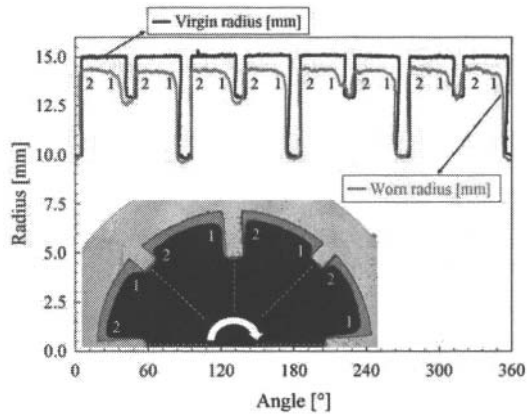 Virgin radius [mm]
15.0
2 1 2 1 2 1 2 1 2 1 2 1 2 1 2 1
12.5
10.0
Worn radius [mm]
Radius [mm]
7.5
1 2
5.0
2 1
1 2
2.5
2 1
0.0
0 60 120 180 240 300 360
Angle [°]